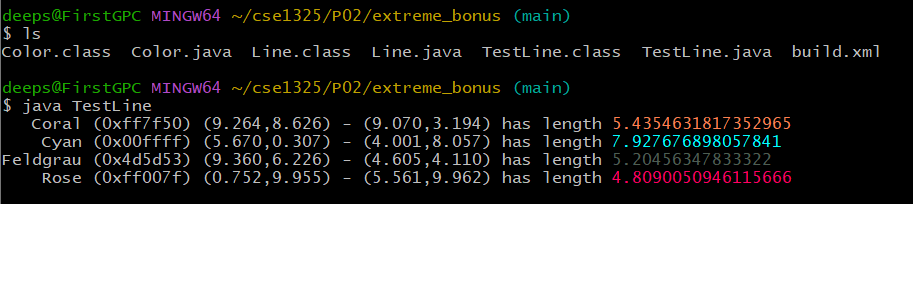 deeps@FirstGPC MINGW64 ~/cse1325/P02/extreme_bonus (main)
$ ls
Color.class  Color.java  Line.class  Line.java  TestLine.class  TestLine.java  build.xml
deeps@FirstGPC MINGW64 ~/cse1325/P02/extreme_bonus (main)
$ java TestLine
   Coral (0xff7f50) (9.264,8.626) - (9.070,3.194) has length 5.4354631817352965
    Cyan (0x00ffff) (5.670,0.307) - (4.001,8.057) has length 7.927676898057841
Feldgrau (0x4d5d53) (9.360,6.226) - (4.605,4.110) has length 5.20456347833322
    Rose (0xff007f) (0.752,9.955) - (5.561,9.962) has length 4.8090050946115666